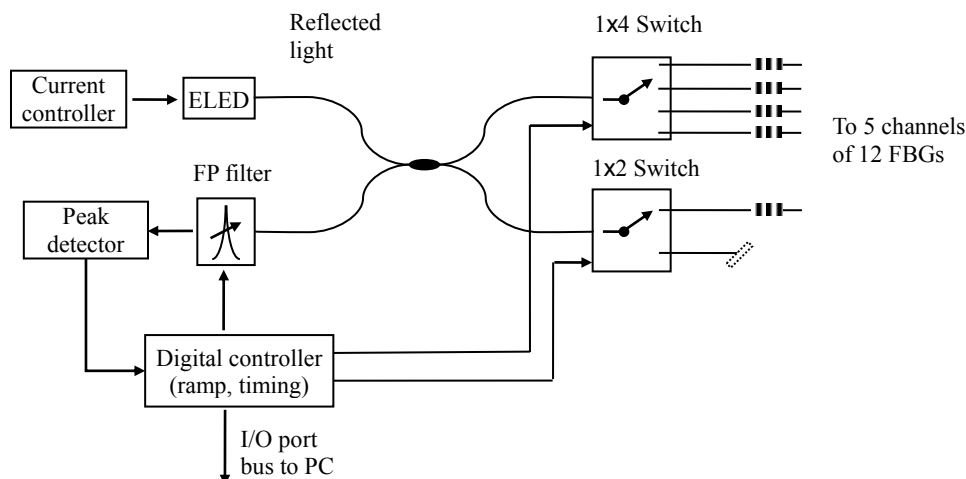 Reflected
light
1x4 Switch
Current
controller
ELED
To 5 channels
of 12 FBGs
FP filter
1x2 Switch
Peak
detector
Digital controller
(ramp, timing)
I/O port
bus to PC